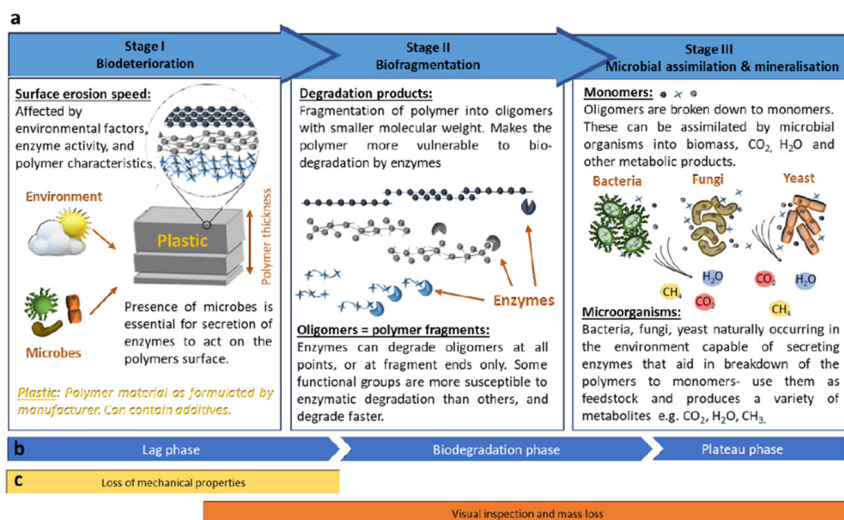 a
Stage I
Biodeterioration
Stage II
Biofragmentation
Stage III
Microbial assimilation & mineralisation
Surface erosion speed:
Affected by
environmental factors,
enzyme activity, and
polymer characteristics.
Environment
Plastic
Polymer thickness
Microbes
Presence of microbes is
essential for secretion of
enzymes to act on the
polymers surface.
Plastic: Polymer material as formulated by
manufacturer. Can contain additives.
Degradation products:
Fragmentation of polymer into oligomers
with smaller molecular weight. Makes the
polymer more vulnerable to bio-
degradation by enzymes
Enzymes
Oligomers = polymer fragments:
Enzymes can degrade oligomers at all
points, or at fragment ends only. Some
functional groups are more susceptible to
enzymatic degradation than others, and
degrade faster.
Monomers:
Oligomers are broken down to monomers.
These can be assimilated by microbial
organisms into biomass, CO₂, H₂O and
other metabolic products.
Bacteria
Fungi
Yeast
H₂O
CH₄
CO₂
CO₂
H₂O
CH₄
Microorganisms:
Bacteria, fungi, yeast naturally occurring in
the environment capable of secreting
enzymes that aid in breakdown of the
polymers to monomers- use them as
feedstock and produces a variety of
metabolites e.g. CO₂, H₂O, CH₃.
b
Lag phase
Biodegradation phase
Plateau phase
c
Loss of mechanical properties
Visual inspection and mass loss